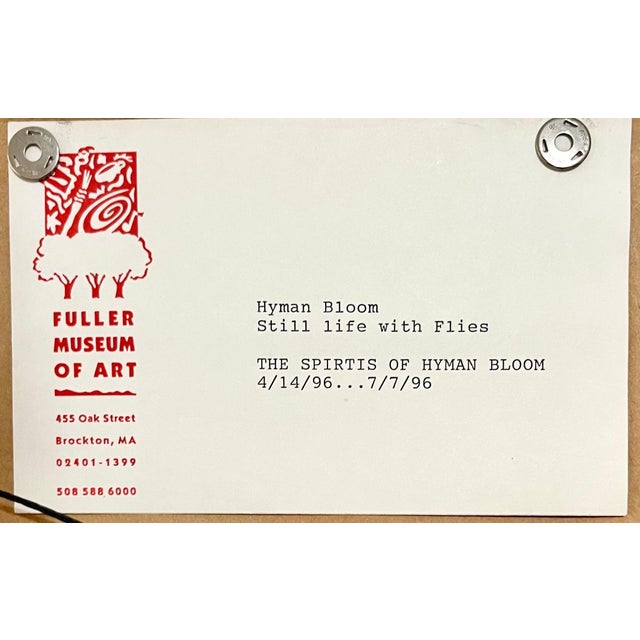 FULLER
MUSEUM
OF ART
455 Oak Street
Brockton, MA
02401-1399
508 588 6000
Hyman Bloom
Still life with Flies
THE SPIRTIS OF HYMAN BLOOM
4/14/96...7/7/96